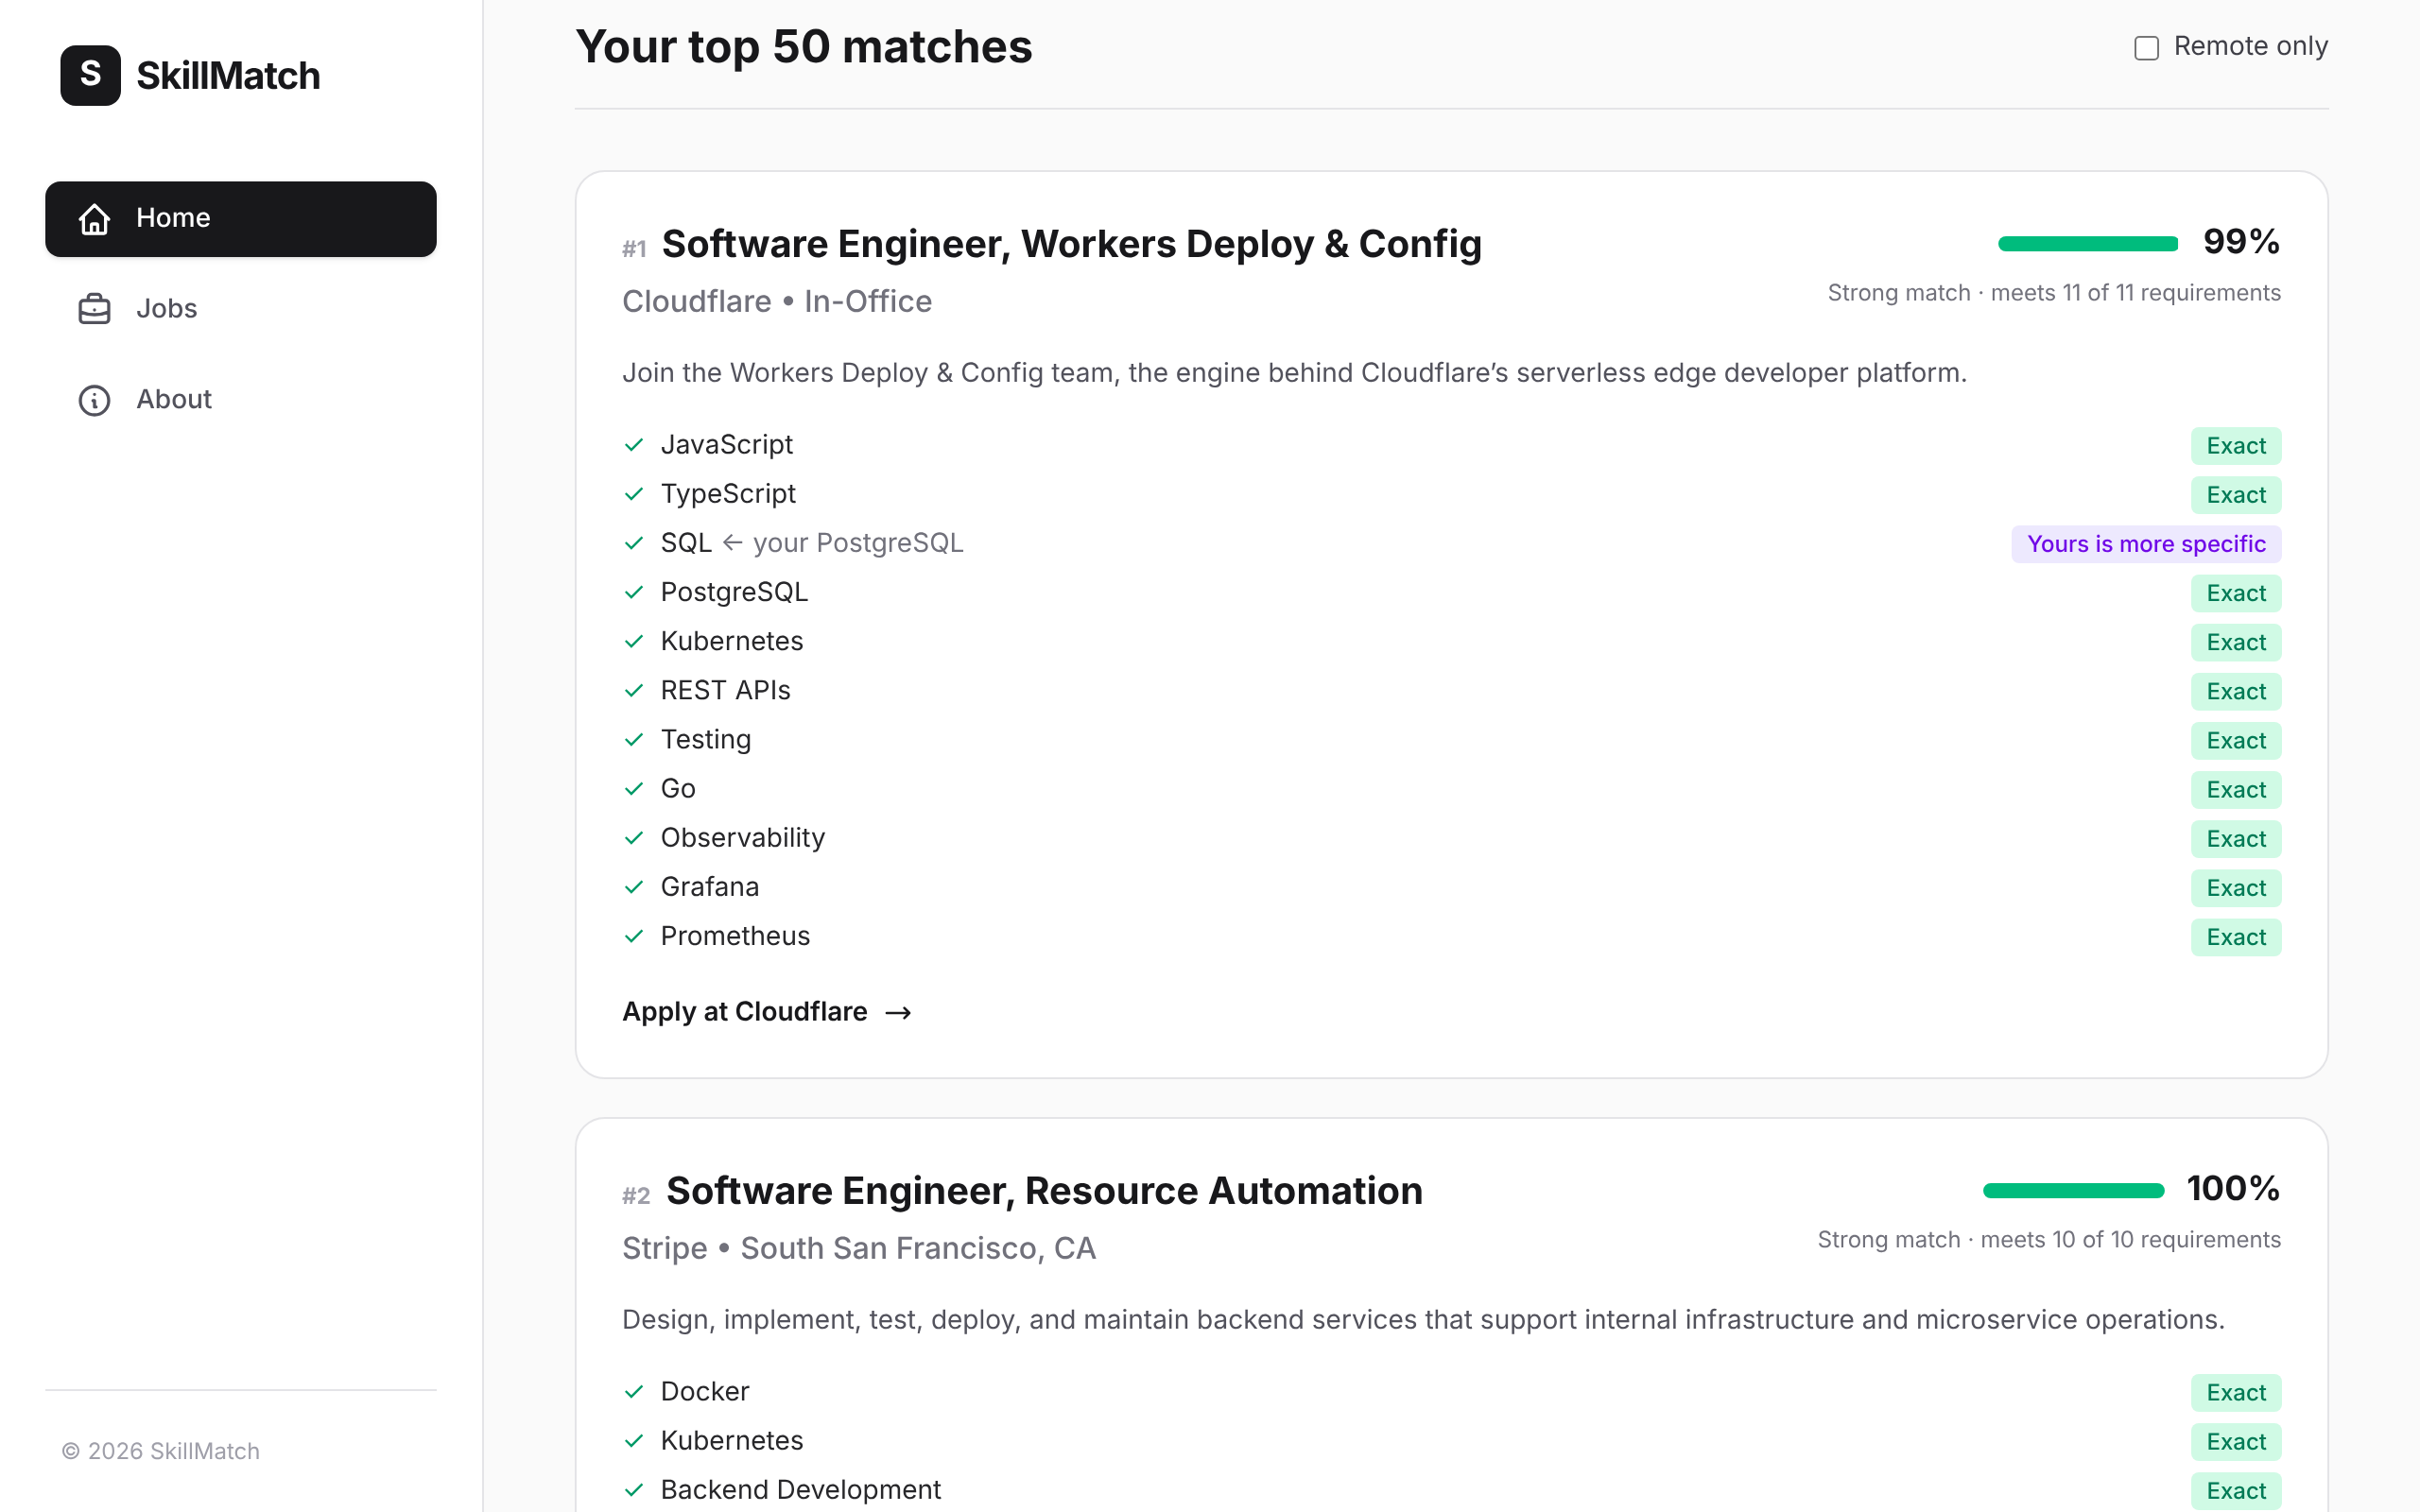 S SkillMatch
Home
Jobs
About
© 2026 SkillMatch
Your top 50 matches
Remote only
#1 Software Engineer, Workers Deploy & Config
99%
Cloudflare • In-Office
Strong match · meets 11 of 11 requirements
Join the Workers Deploy & Config team, the engine behind Cloudflare’s serverless edge developer platform.
JavaScript Exact
TypeScript Exact
SQL ← your PostgreSQL Yours is more specific
PostgreSQL Exact
Kubernetes Exact
REST APIs Exact
Testing Exact
Go Exact
Observability Exact
Grafana Exact
Prometheus Exact
Apply at Cloudflare →
#2 Software Engineer, Resource Automation
100%
Stripe • South San Francisco, CA
Strong match · meets 10 of 10 requirements
Design, implement, test, deploy, and maintain backend services that support internal infrastructure and microservice operations.
Docker Exact
Kubernetes Exact
Backend Development Exact